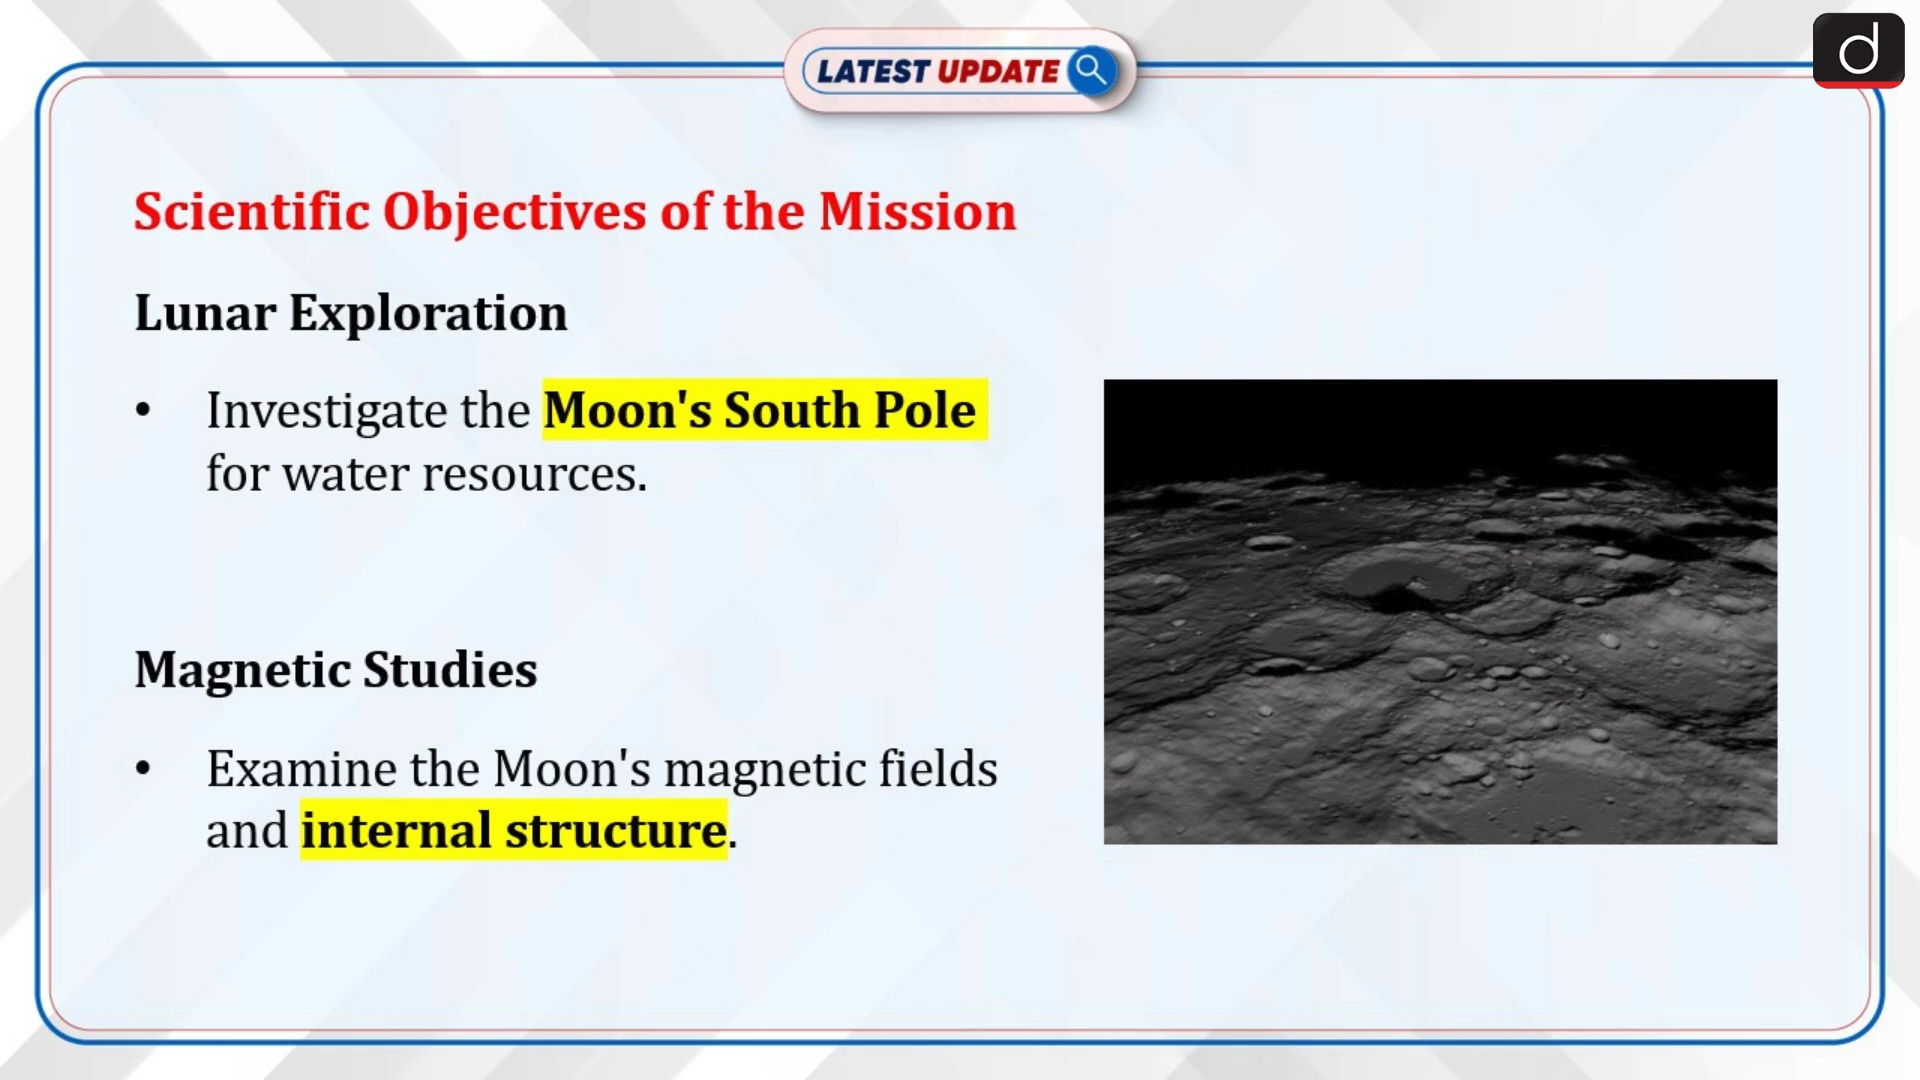 LATEST UPDATE
d
Scientific Objectives of the Mission
Lunar Exploration
• Investigate the Moon's South Pole
for water resources.
Magnetic Studies
• Examine the Moon's magnetic fields
and internal structure.